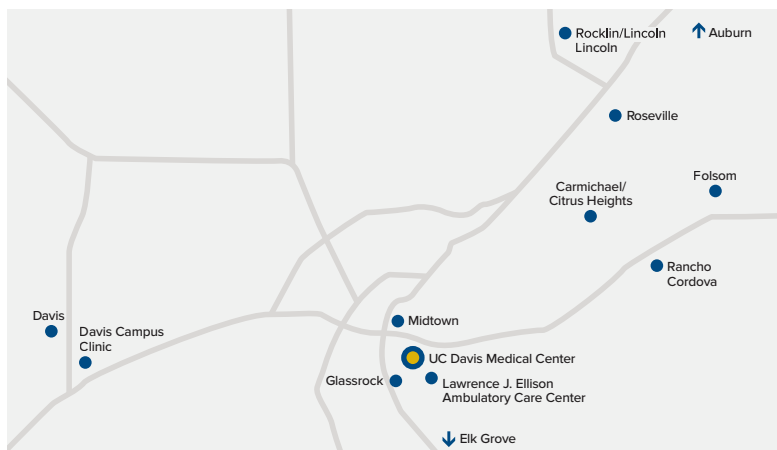 Rocklin/Lincoln
Lincoln
Auburn
Roseville
Folsom
Carmichael/
Citrus Heights
Rancho
Cordova
Davis
Davis Campus
Clinic
Midtown
UC Davis Medical Center
Glassrock
Lawrence J. Ellison
Ambulatory Care Center
Elk Grove